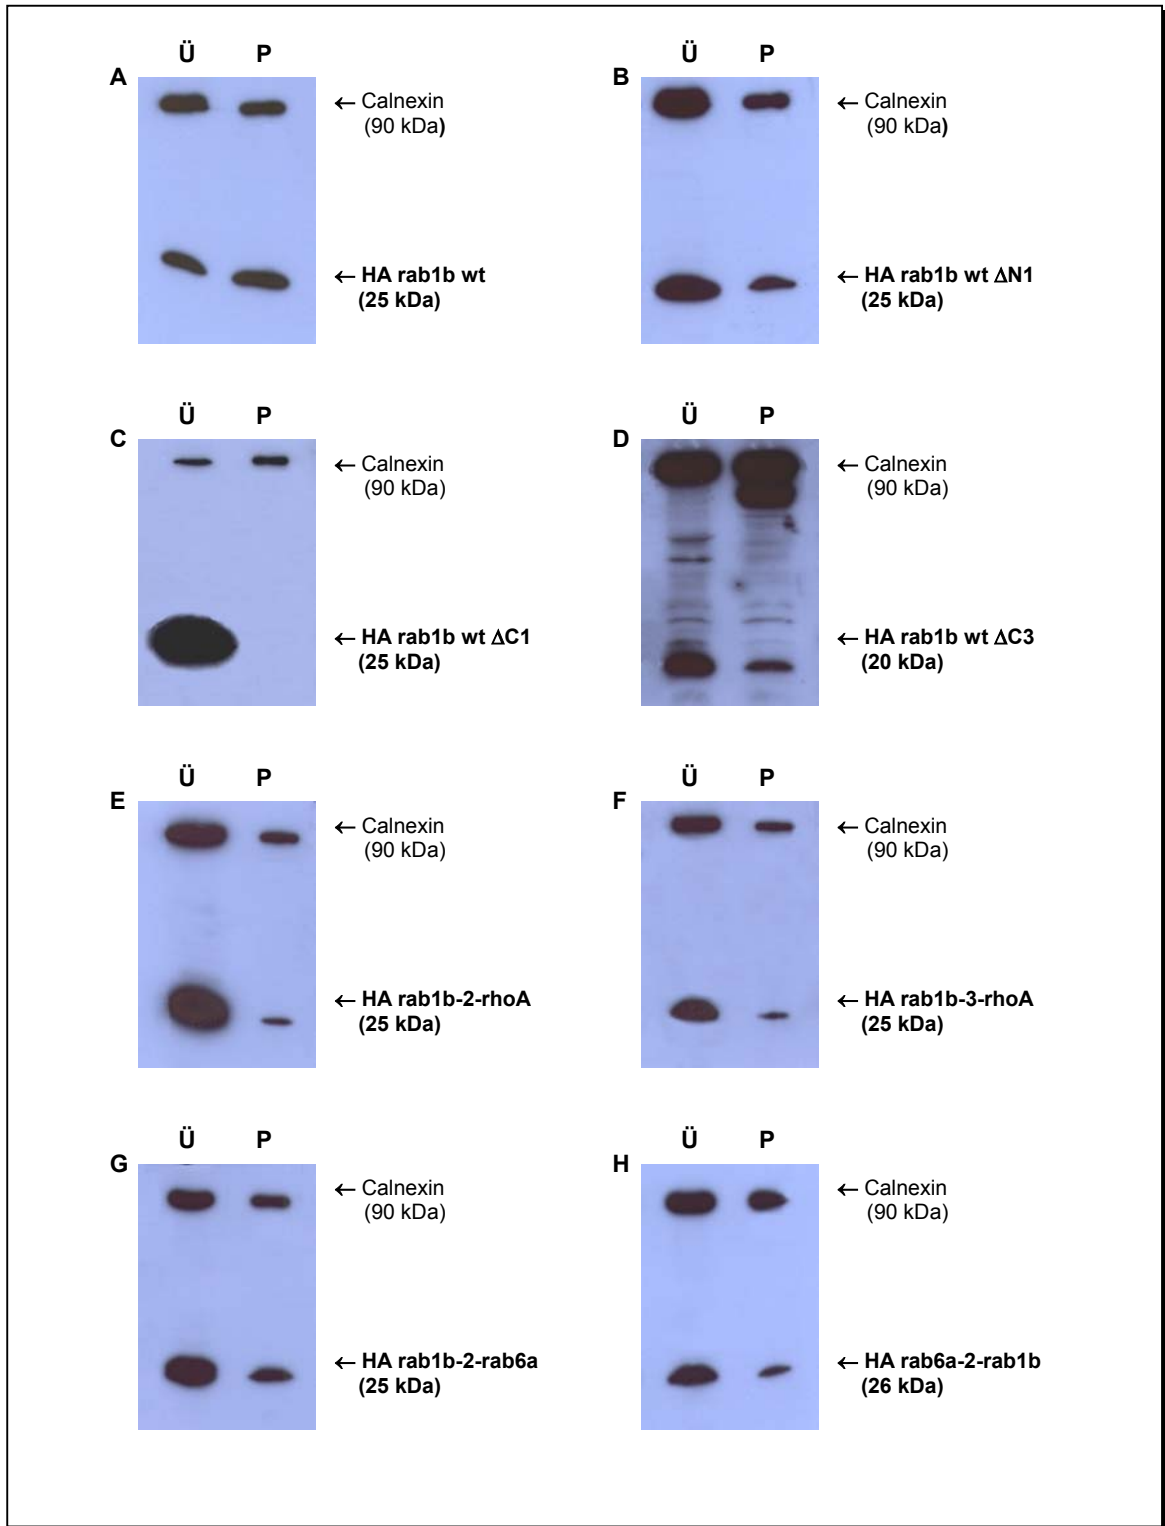 Ü P
A
← Calnexin
(90 kDa)
← HA rab1b wt
(25 kDa)
Ü P
B
← Calnexin
(90 kDa)
← HA rab1b wt ΔN1
(25 kDa)
Ü P
C
← Calnexin
(90 kDa)
← HA rab1b wt ΔC1
(25 kDa)
Ü P
D
← Calnexin
(90 kDa)
← HA rab1b wt ΔC3
(20 kDa)
Ü P
E
← Calnexin
(90 kDa)
← HA rab1b-2-rhoA
(25 kDa)
Ü P
F
← Calnexin
(90 kDa)
← HA rab1b-3-rhoA
(25 kDa)
Ü P
G
← Calnexin
(90 kDa)
← HA rab1b-2-rab6a
(25 kDa)
Ü P
H
← Calnexin
(90 kDa)
← HA rab6a-2-rab1b
(26 kDa)